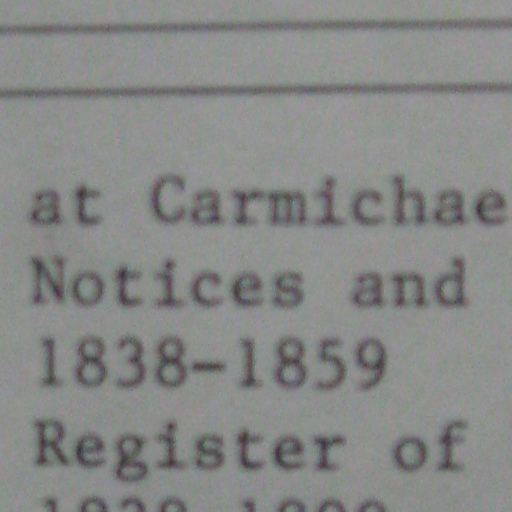 at Carmichae
Notices and
1838-1859
Register of